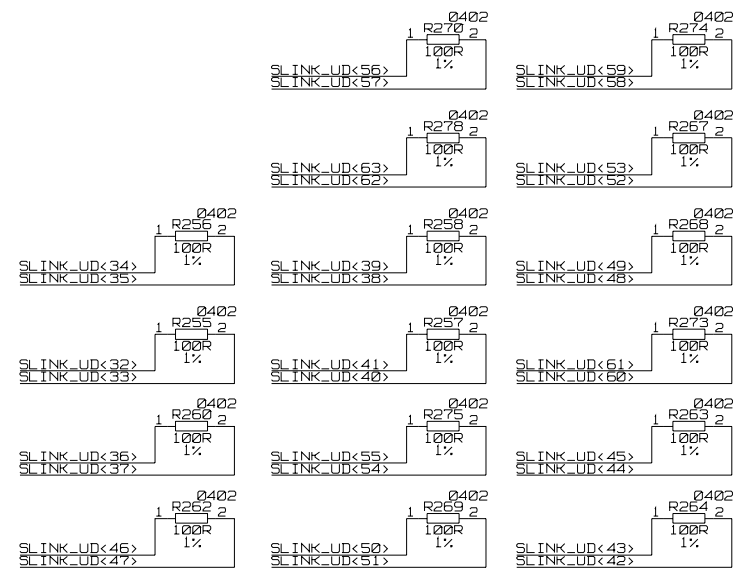 0402
R270
1 2
100R
1%
SLINK_UD<56>
SLINK_UD<57>
0402
R274
1 2
100R
1%
SLINK_UD<59>
SLINK_UD<58>
0402
R278
1 2
100R
1%
SLINK_UD<63>
SLINK_UD<62>
0402
R267
1 2
100R
1%
SLINK_UD<53>
SLINK_UD<52>
0402
R256
1 2
100R
1%
SLINK_UD<34>
SLINK_UD<35>
0402
R258
1 2
100R
1%
SLINK_UD<39>
SLINK_UD<38>
0402
R268
1 2
100R
1%
SLINK_UD<49>
SLINK_UD<48>
0402
R255
1 2
100R
1%
SLINK_UD<32>
SLINK_UD<33>
0402
R257
1 2
100R
1%
SLINK_UD<41>
SLINK_UD<40>
0402
R273
1 2
100R
1%
SLINK_UD<61>
SLINK_UD<60>
0402
R260
1 2
100R
1%
SLINK_UD<36>
SLINK_UD<37>
0402
R275
1 2
100R
1%
SLINK_UD<55>
SLINK_UD<54>
0402
R263
1 2
100R
1%
SLINK_UD<45>
SLINK_UD<44>
0402
R262
1 2
100R
1%
SLINK_UD<46>
SLINK_UD<47>
0402
R269
1 2
100R
1%
SLINK_UD<50>
SLINK_UD<51>
0402
R264
1 2
100R
1%
SLINK_UD<43>
SLINK_UD<42>